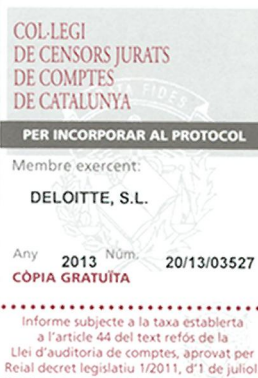 COL·LEGI
DE CENSORS JURATS
DE COMPTES
DE CATALUNYA
FIDES
PER INCORPORAR AL PROTOCOL
Membre exercent:
DELOITTE, S.L.
Any 2013 Núm. 20/13/03527
CÒPIA GRATUÏTA
Informe subjecte a la taxa establerta
a l'article 44 del text refós de la
Llei d'auditoria de comptes, aprovat per
Reial decret legislatiu 1/2011, d'1 de juliol